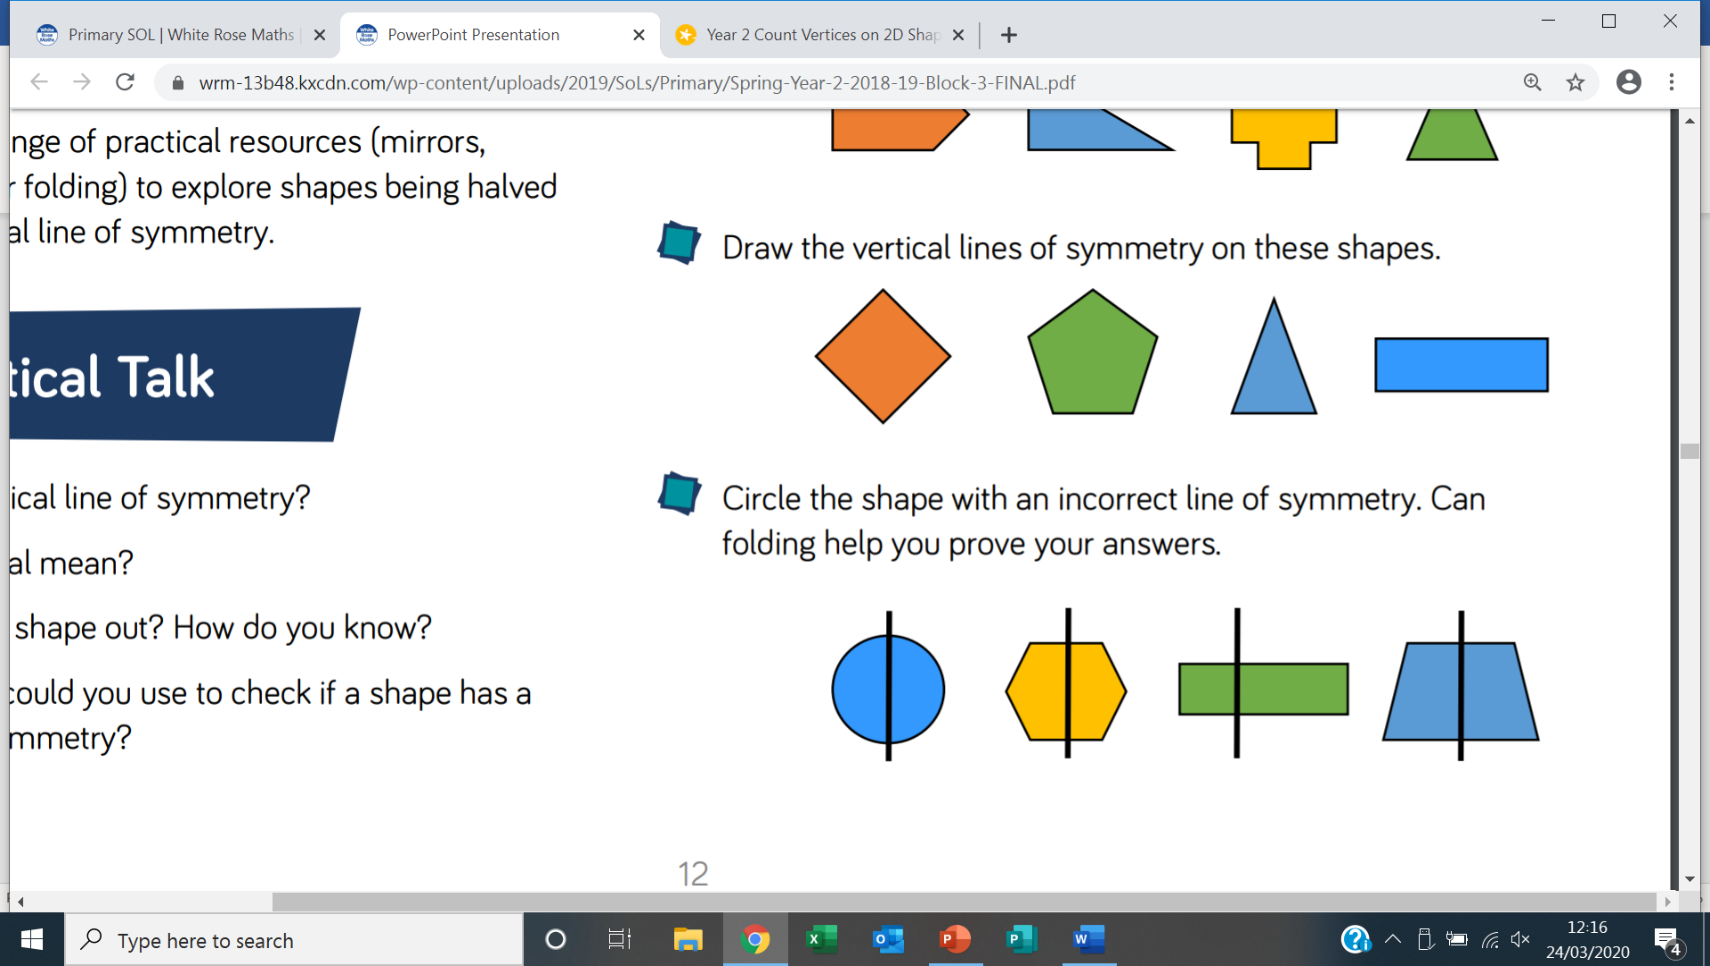 Primary SOL | White Rose Maths
PowerPoint Presentation
Year 2 Count Vertices on 2D Shap
wrm-13b48.kxcdn.com/wp-content/uploads/2019/SoLs/Primary/Spring-Year-2-2018-19-Block-3-FINAL.pdf
nge of practical resources (mirrors,
r folding) to explore shapes being halved
al line of symmetry.
tical Talk
ical line of symmetry?
al mean?
shape out? How do you know?
could you use to check if a shape has a
mmetry?
Draw the vertical lines of symmetry on these shapes.
Circle the shape with an incorrect line of symmetry. Can
folding help you prove your answers.
12
Type here to search
12:16
24/03/2020
4